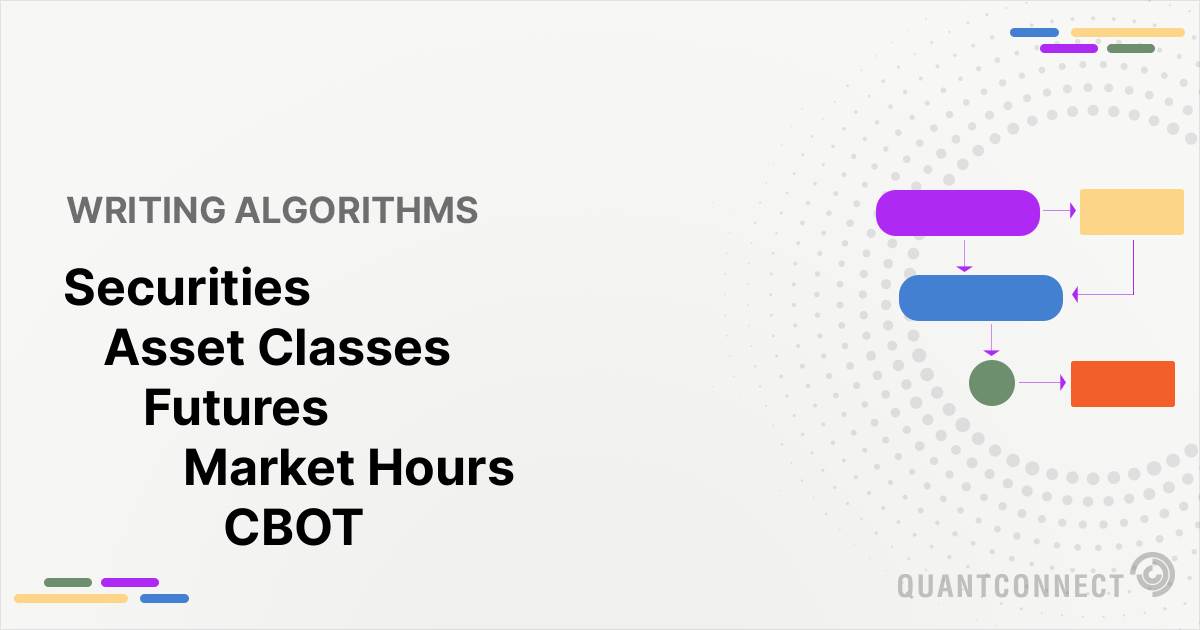 WRITING ALGORITHMS
Securities
Asset Classes
Futures
Market Hours
CBOT
QUANTCONNECT